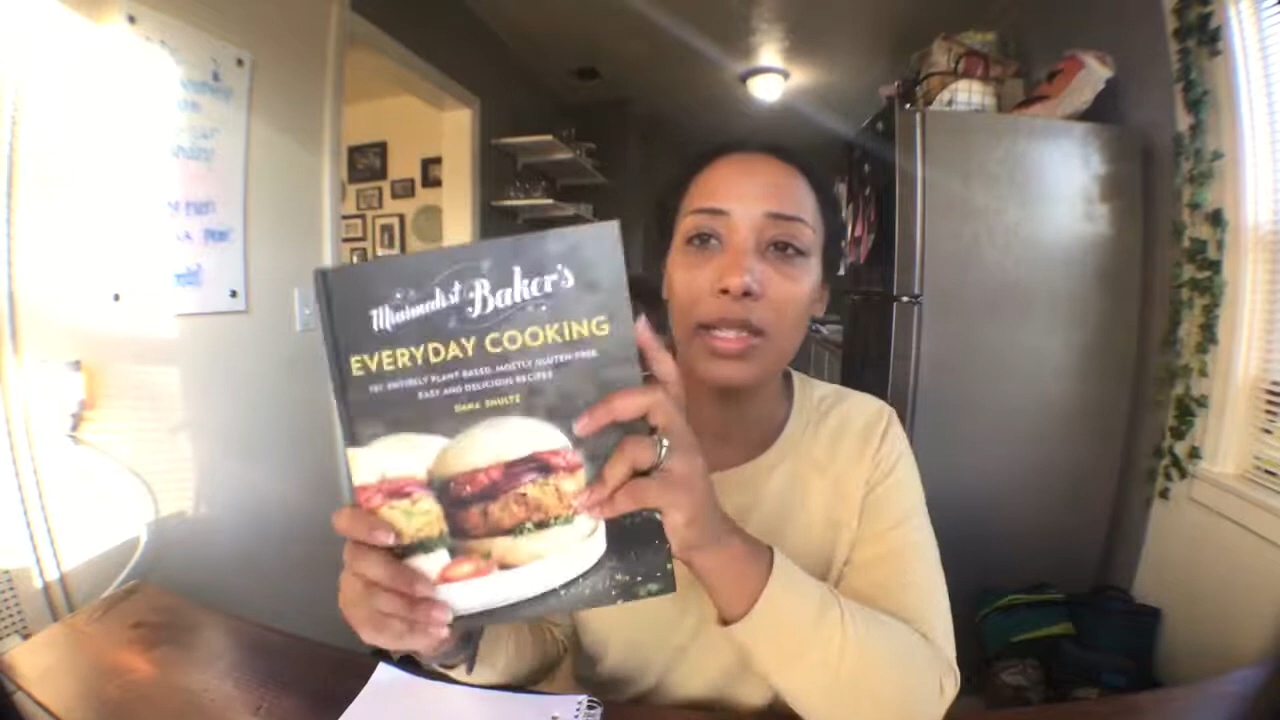 Minimalist Baker's
EVERYDAY COOKING
101 ENTIRELY PLANT-BASED, MOSTLY GLUTEN-FREE,
EASY AND DELICIOUS RECIPES
DANA SHULTZ